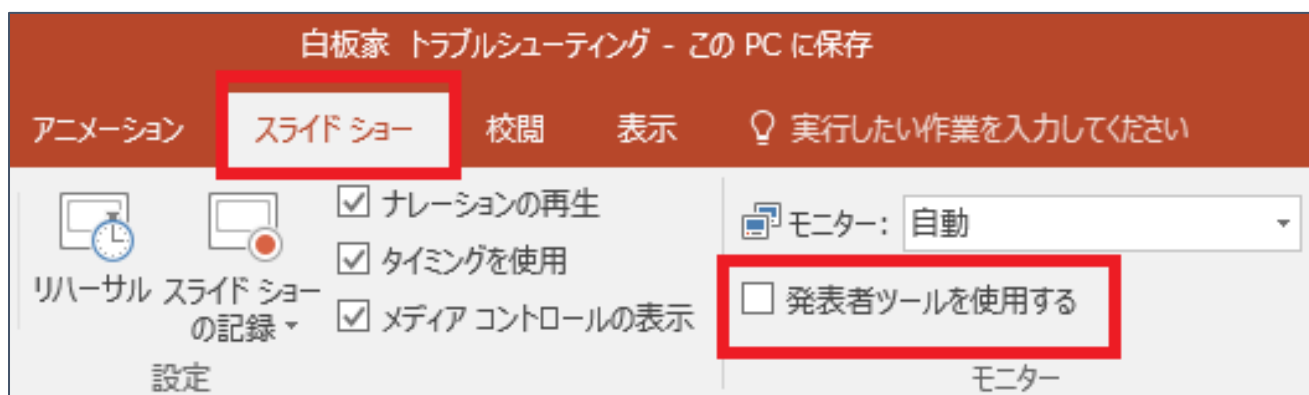 白板家 トラブルシューティング - この PC に保存
アニメーション スライド ショー 校閲 表示 実行したい作業を入力してください
リハーサル
スライド ショー
の記録
ナレーションの再生
タイミングを使用
メディア コントロールの表示
設定
モニター: 自動
発表者ツールを使用する
モニター